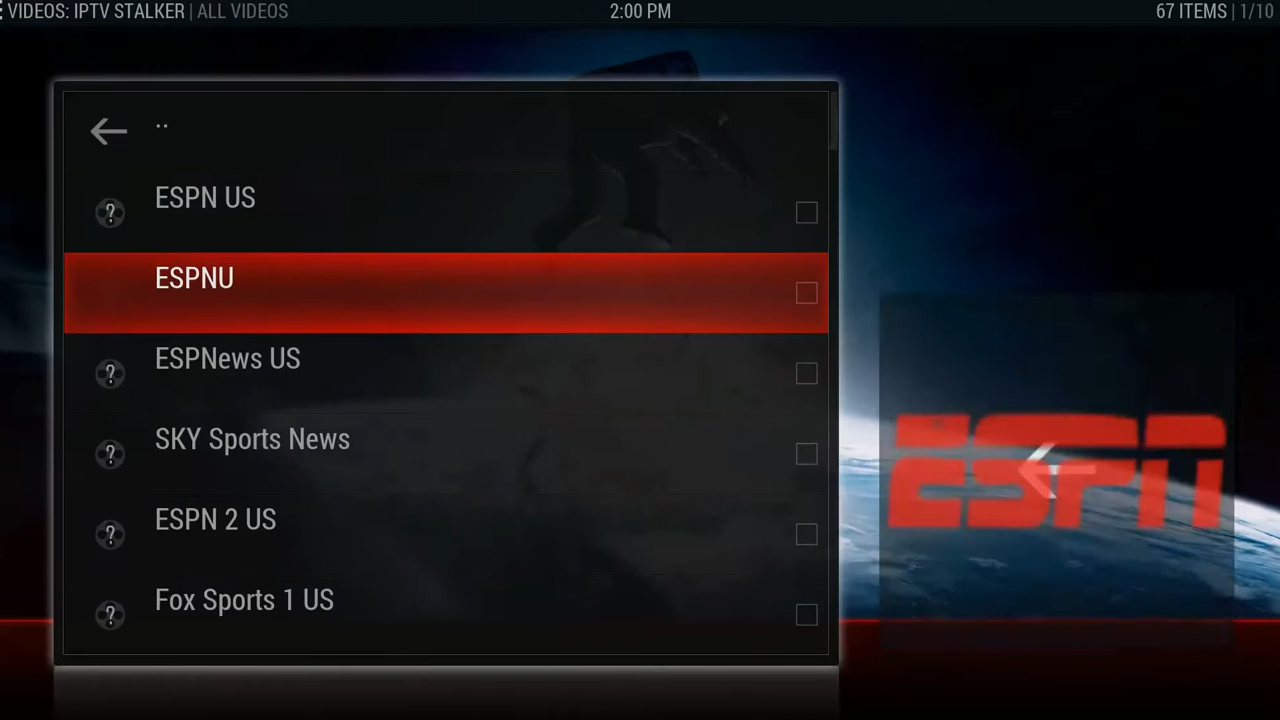 VIDEOS: IPTV STALKER | ALL VIDEOS
2:00 PM
67 ITEMS | 1/10
..
ESPN US
ESPNU
ESPNews US
SKY Sports News
ESPN 2 US
Fox Sports 1 US
ESPN